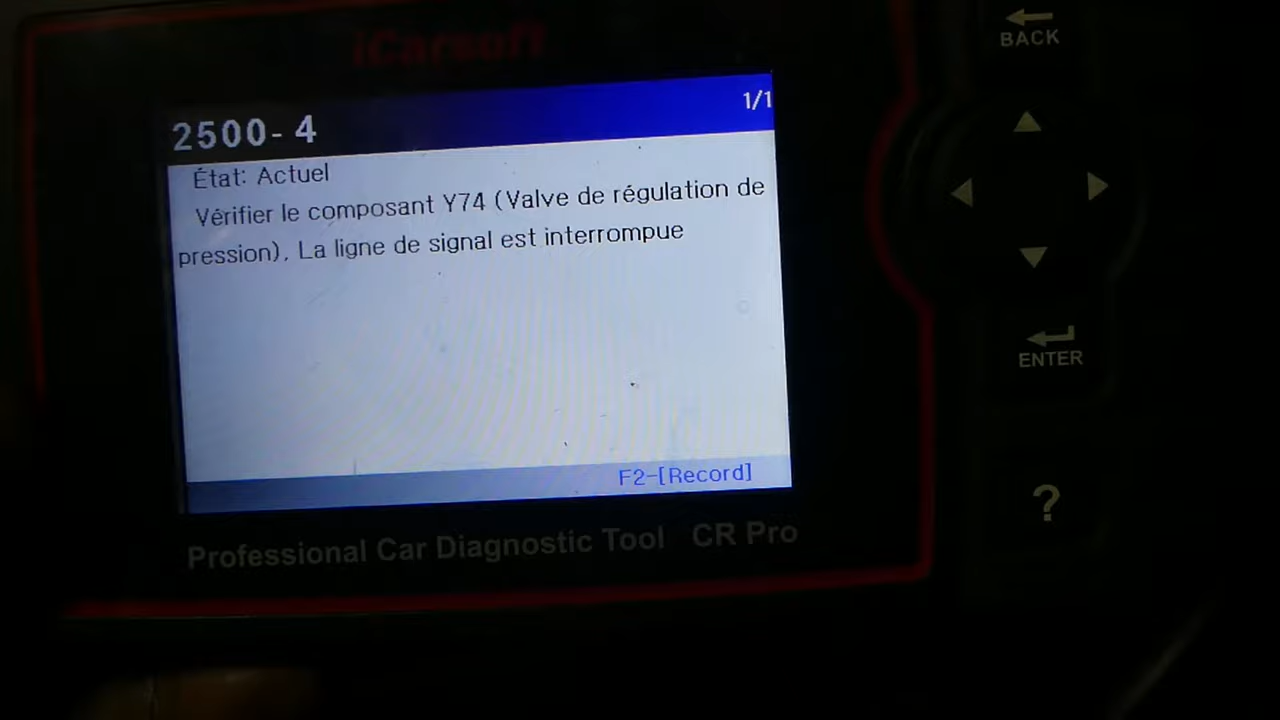 iCarsoft
BACK
1/1
2500- 4
État: Actuel
Vérifier le composant Y74 (Valve de régulation de
pression). La ligne de signal est interrompue
ENTER
F2-[Record]
?
Professional Car Diagnostic Tool CR Pro